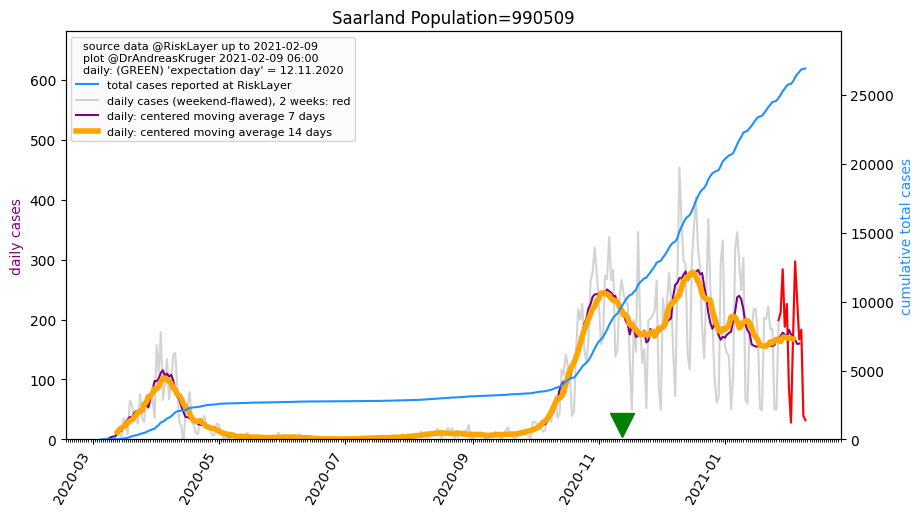 Saarland Population=990509
source data @RiskLayer up to 2021-02-09
plot @DrAndreasKruger 2021-02-09 06:00
daily: (GREEN) 'expectation day' = 12.11.2020
total cases reported at RiskLayer
daily cases (weekend-flawed), 2 weeks: red
daily: centered moving average 7 days
daily: centered moving average 14 days
daily cases
600
500
400
300
200
100
0
cumulative total cases
25000
20000
15000
10000
5000
0
2020-03
2020-05
2020-07
2020-09
2020-11
2021-01